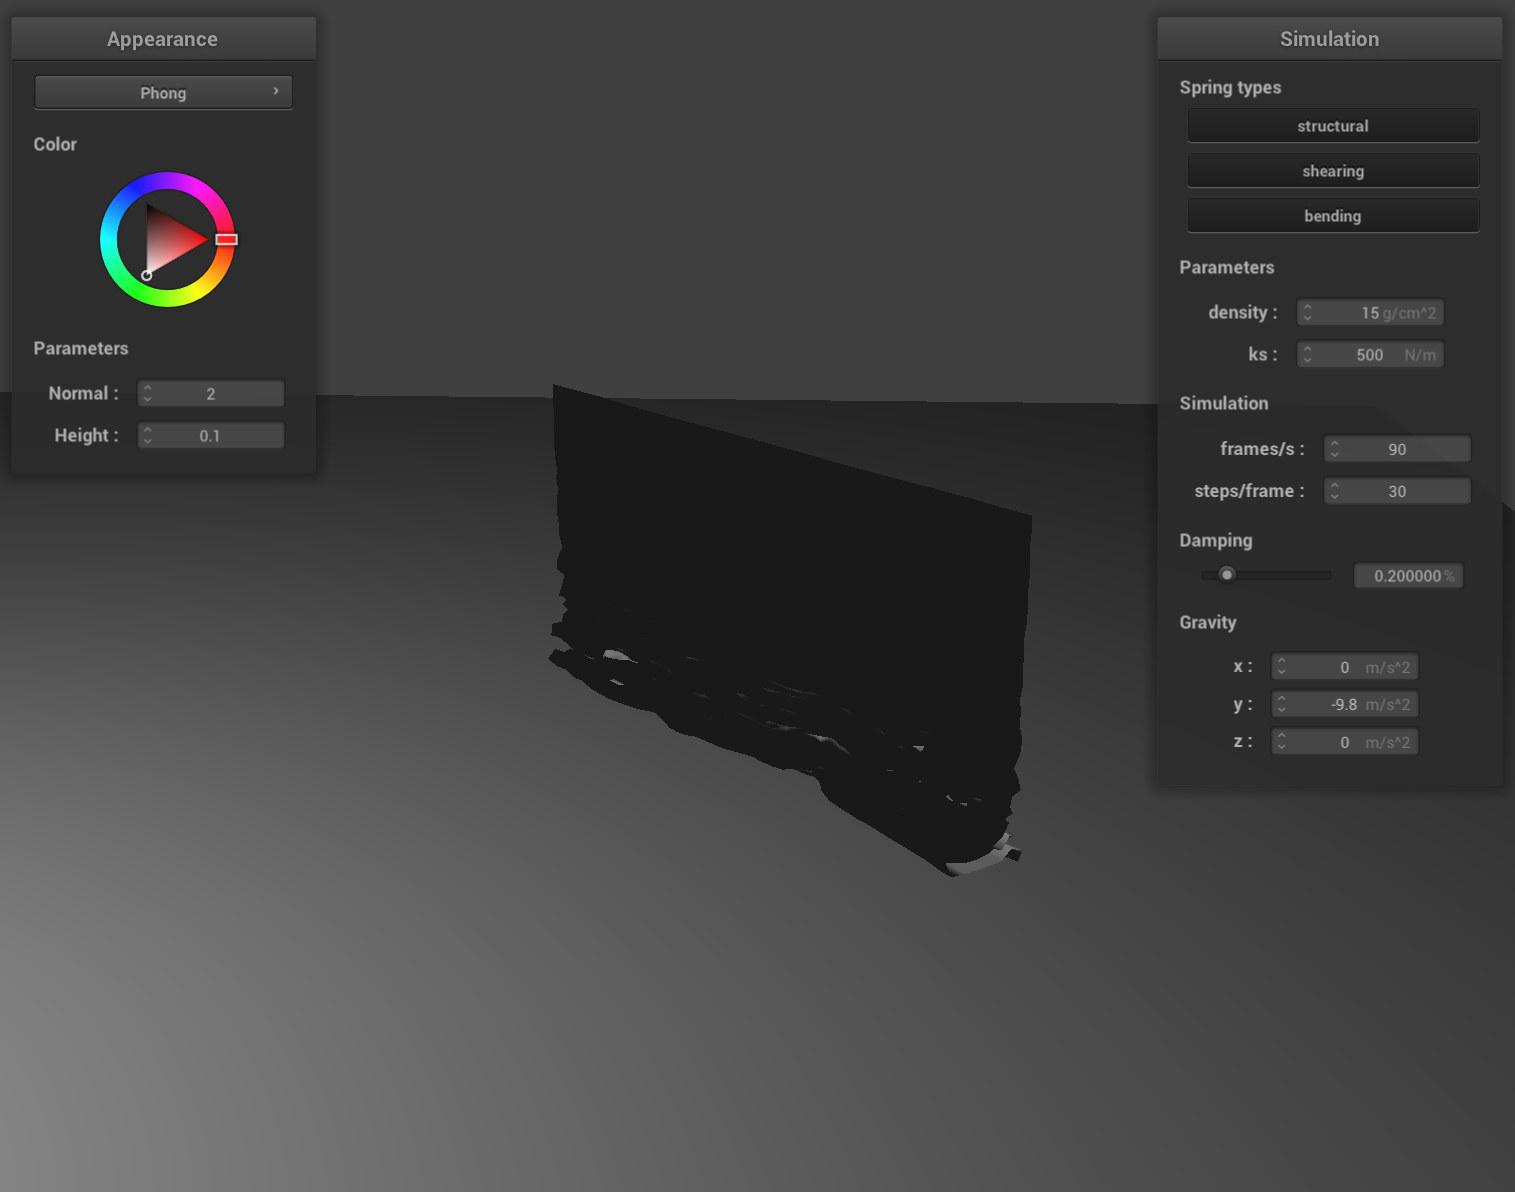 Appearance
Phong
Color
Parameters
Normal : 2
Height : 0.1
Simulation
Spring types
structural
shearing
bending
Parameters
density : 15 g/cm^2
ks : 500 N/m
Simulation
frames/s : 90
steps/frame : 30
Damping
0.200000 %
Gravity
x : 0 m/s^2
y : -9.8 m/s^2
z : 0 m/s^2